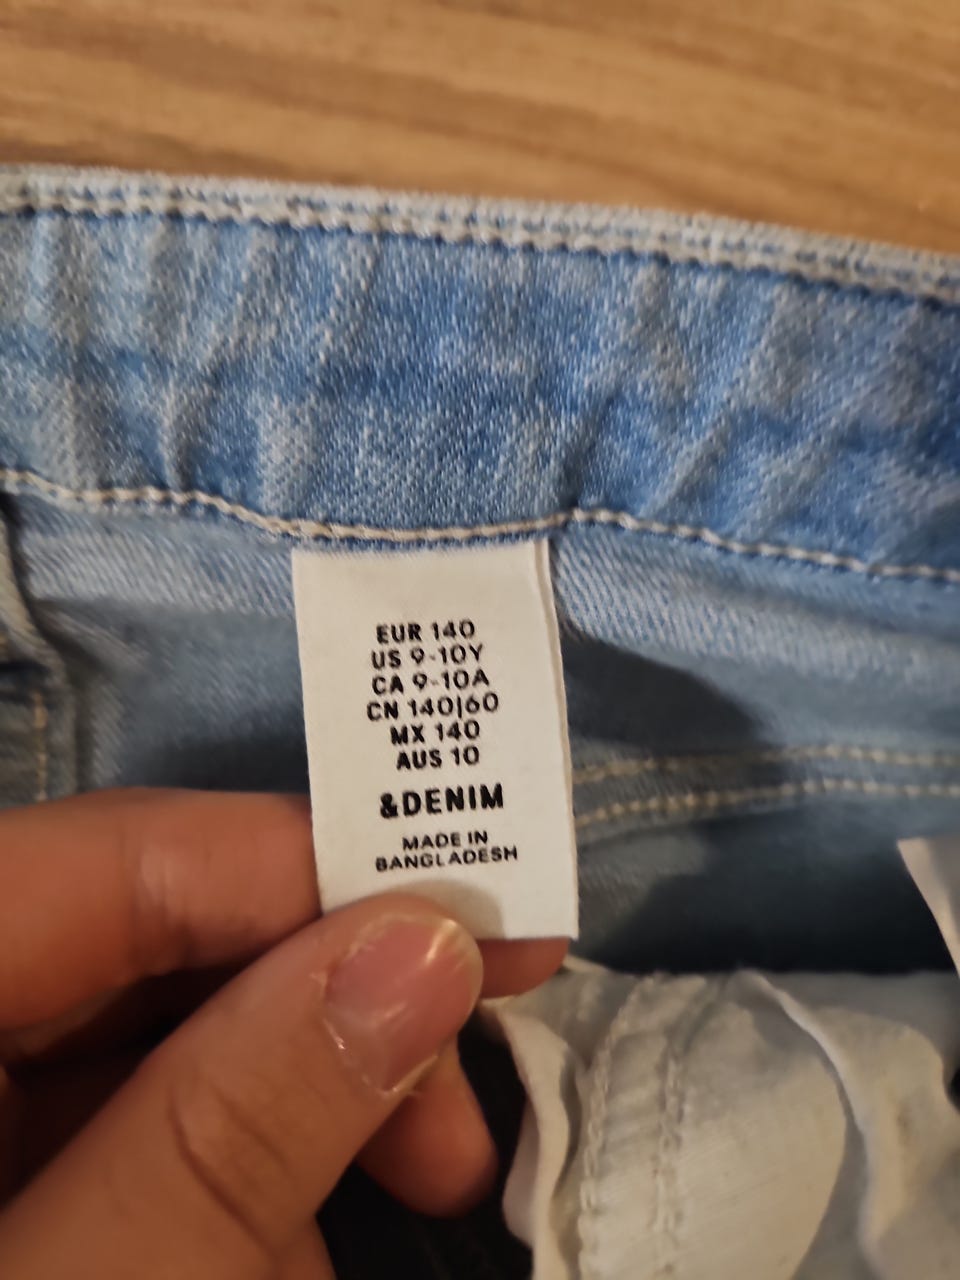 EUR 140
US 9-10Y
CA 9-10A
CN 140|60
MX 140
AUS 10
&DENIM
MADE IN
BANGLADESH